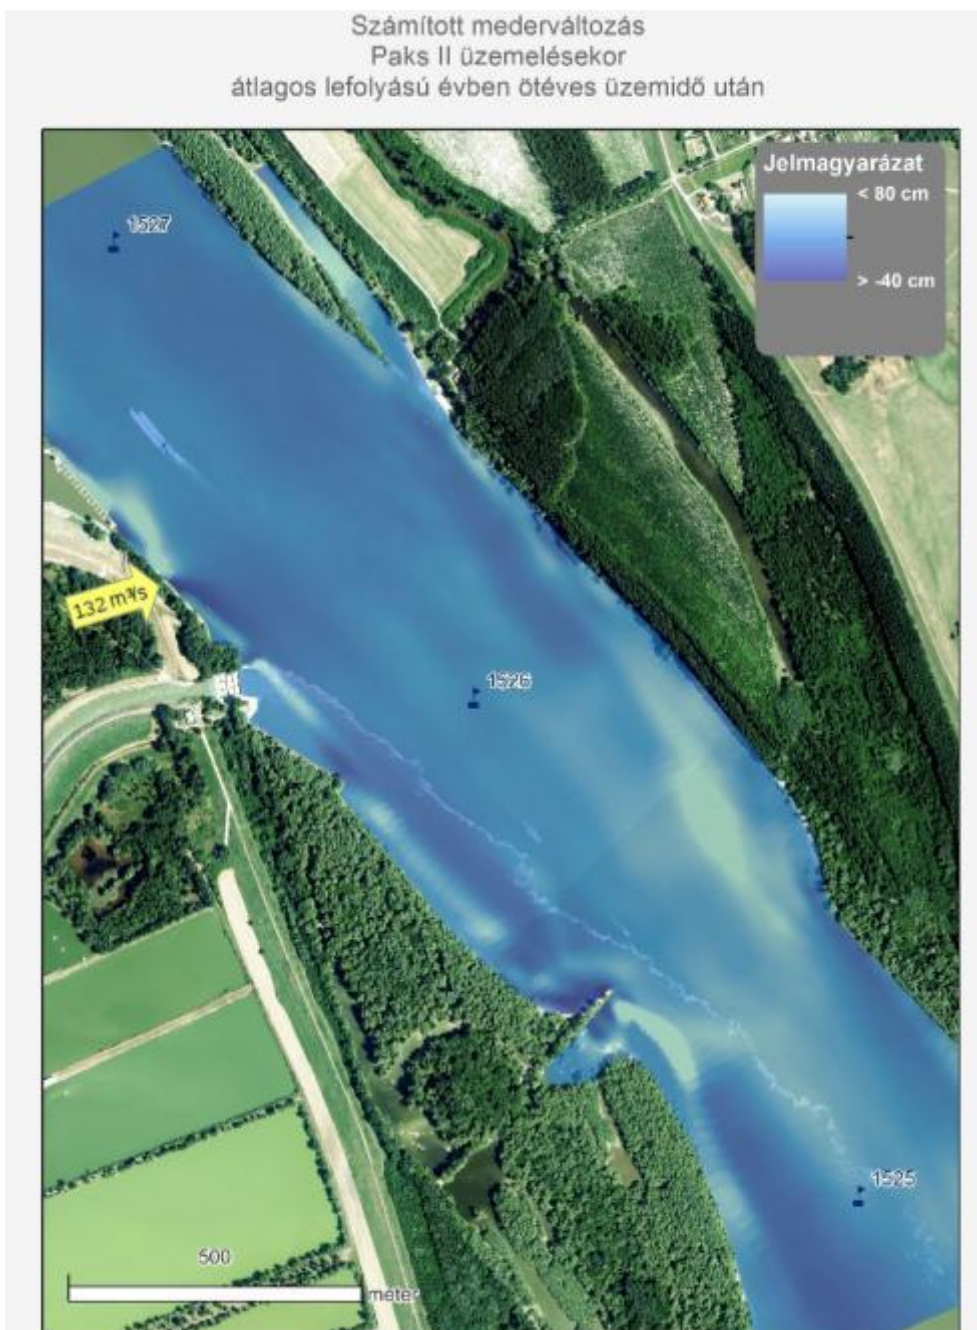 Számított mederváltozás
Paks II üzemelésekor
átlagos lefolyású évben ötéves üzemidő után
Jelmagyarázat
< 80 cm
> -40 cm
1527
132 m³/s
1526
1525
500
meter